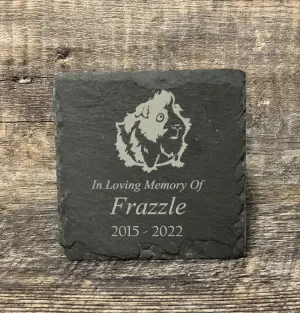 In Loving Memory Of
Frazzle
2015 - 2022